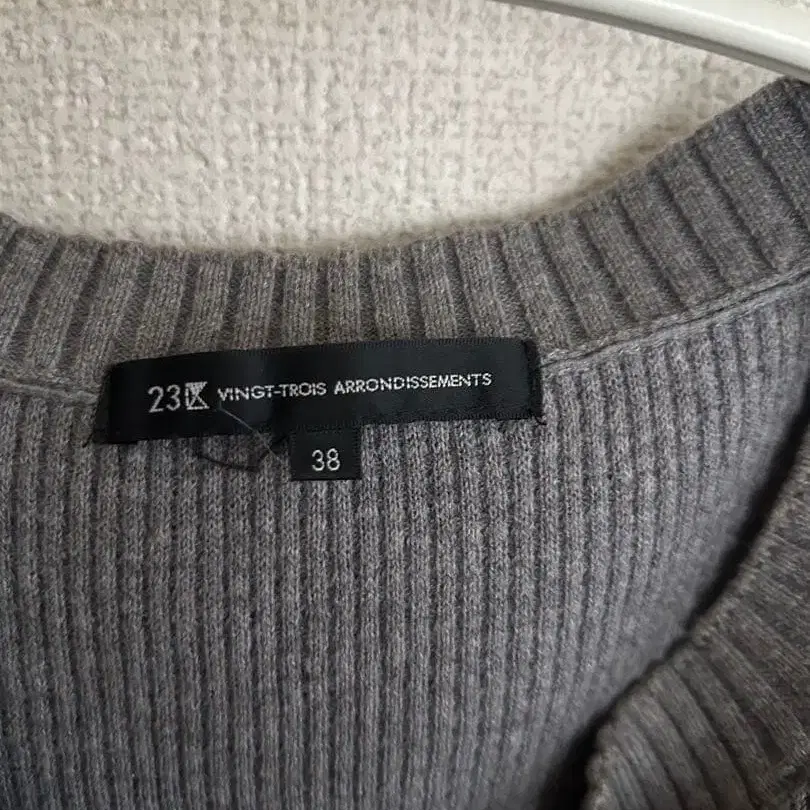 23区 VINGT-TROIS ARRONDISSEMENTS
38